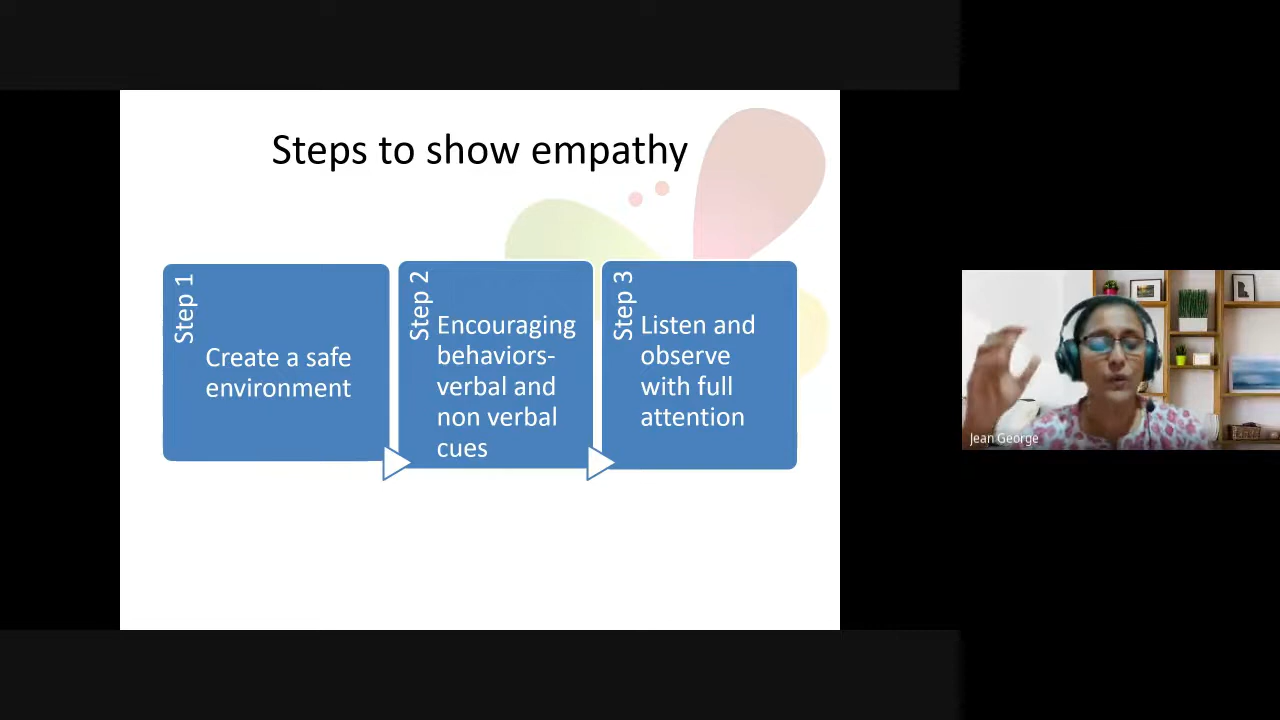 Steps to show empathy
Step 1
Create a safe
environment
Step 2
Encouraging
behaviors-
verbal and
non verbal
cues
Step 3
Listen and
observe
with full
attention
Jean George